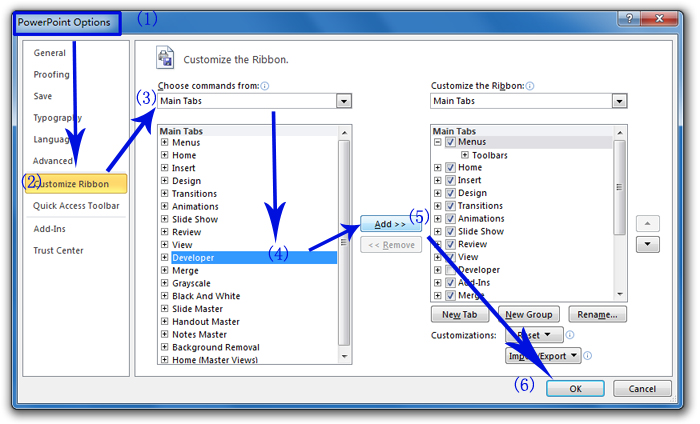 PowerPoint Options (1)
General
Proofing
Save
Typography
Language
Advanced
(2) Customize Ribbon
Quick Access Toolbar
Add-Ins
Trust Center
Customize the Ribbon.
Choose commands from:
(3) Main Tabs
Main Tabs
Menus
Home
Insert
Design
Transitions
Animations
Slide Show
Review
View
(4)
Developer
Merge
Grayscale
Black And White
Slide Master
Handout Master
Notes Master
Background Removal
Home (Master Views)
Add >> (5)
<< Remove
Customize the Ribbon:
Main Tabs
Main Tabs
Menus
Toolbars
Home
Insert
Design
Transitions
Animations
Slide Show
Review
View
Developer
Add-Ins
Merge
New Tab New Group Rename...
Customizations: Reset
Import/Export
(6) OK Cancel